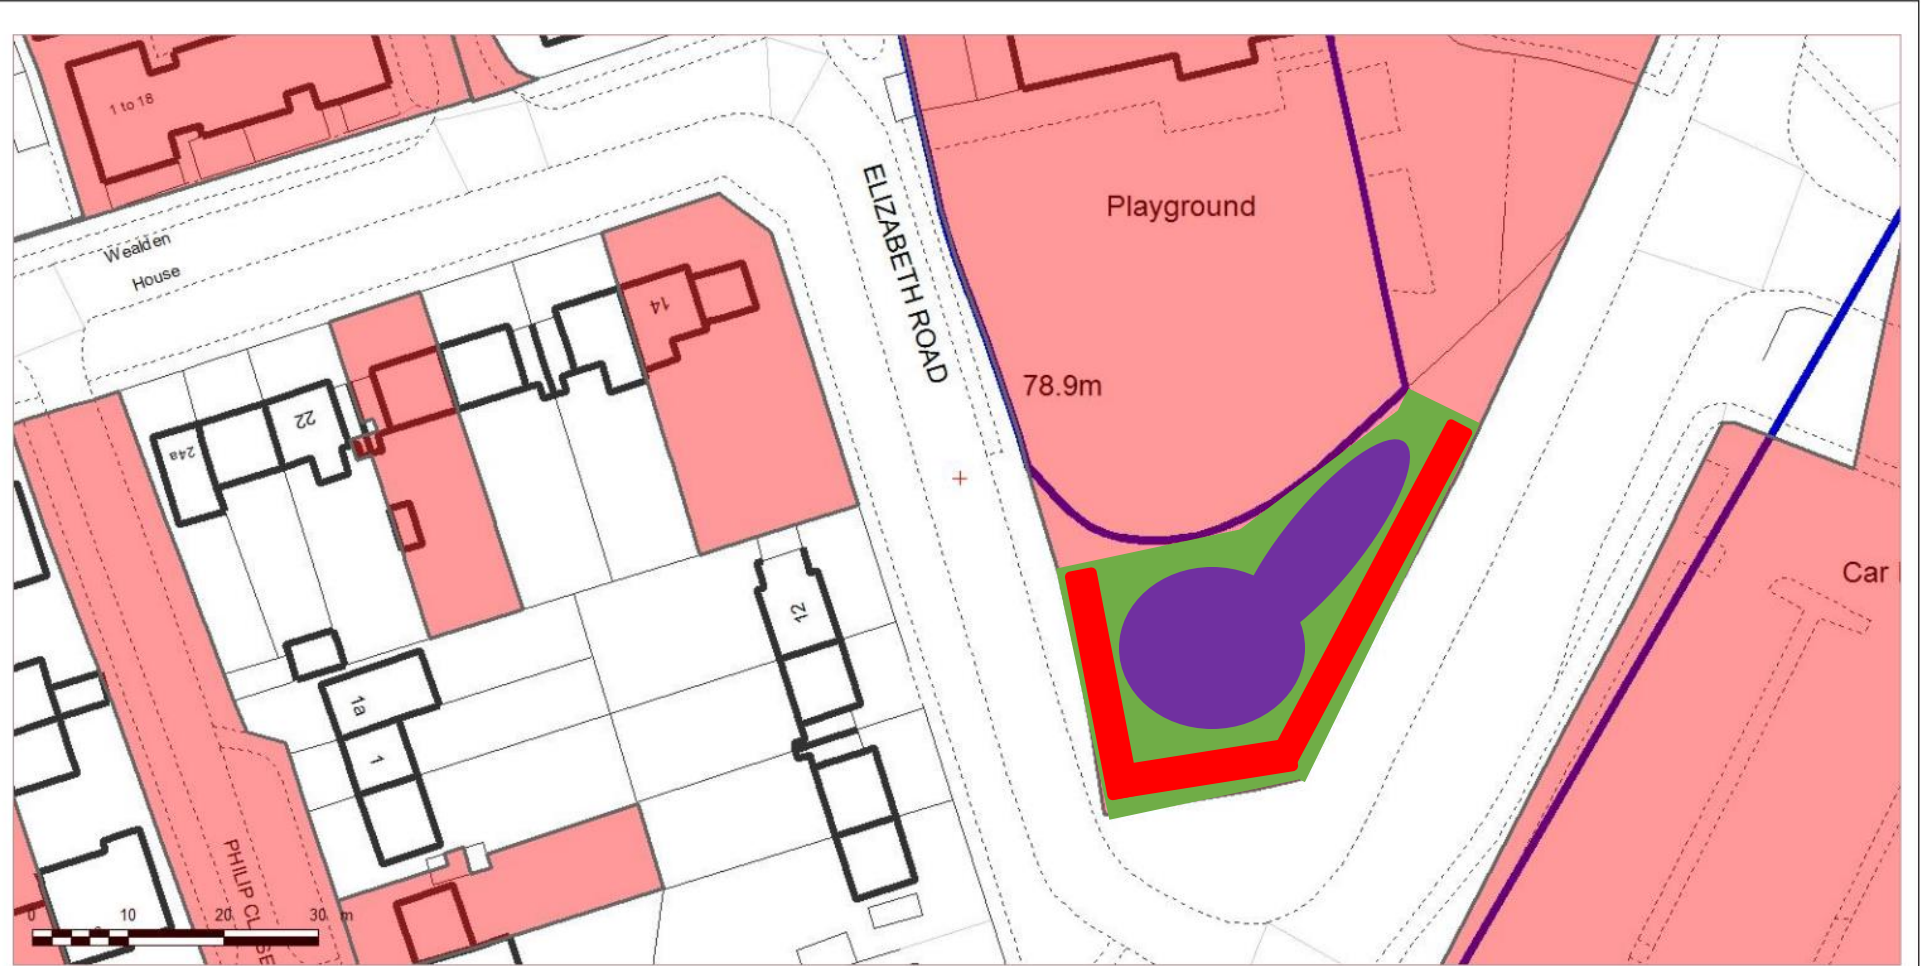 1 to 18
Wealden
House
ELIZABETH ROAD
Playground
14
78.9m
22
24a
Car
12
1a
1
PHILIP CL SE
0 10 20 30 m